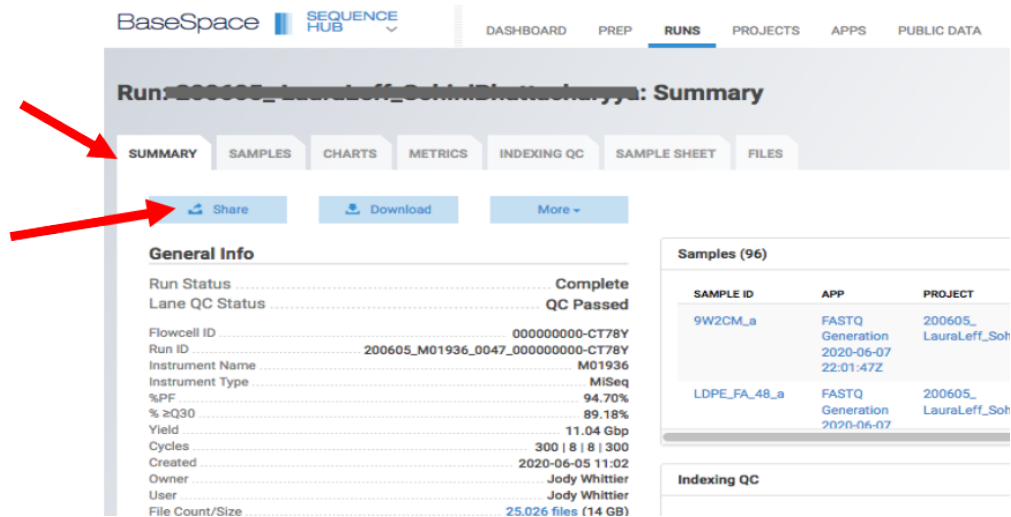 BaseSpace SEQUENCE HUB
DASHBOARD PREP RUNS PROJECTS APPS PUBLIC DATA
Run: : Summary
SUMMARY SAMPLES CHARTS METRICS INDEXING QC SAMPLE SHEET FILES
Share Download More
General Info
Run Status Complete
Lane QC Status QC Passed
Flowcell ID 000000000-CT78Y
Run ID 200605_M01936_0047_000000000-CT78Y
Instrument Name M01936
Instrument Type MiSeq
%PF 94.70%
% ≥Q30 89.18%
Yield 11.04 Gbp
Cycles 300 | 8 | 8 | 300
Created 2020-06-05 11:02
Owner Jody Whittier
User Jody Whittier
File Count/Size 25,026 files (14 GB)
Samples (96)
SAMPLE ID APP PROJECT
9W2CM_a FASTQ 200605_
Generation LauraLeff_Soh
2020-06-07
22:01:47Z
LDPE_FA_48_a FASTQ 200605_
Generation LauraLeff_Soh
2020-06-07
Indexing QC